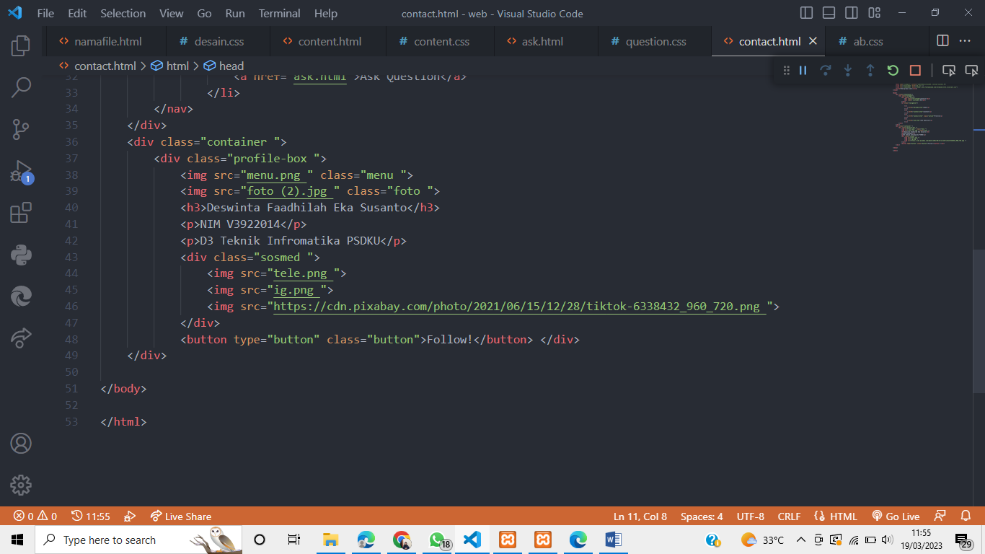 File Edit Selection View Go Run Terminal Help contact.html - web - Visual Studio Code
namafile.html desain.css content.html content.css ask.html question.css contact.html ab.css
contact.html > html > head
32 <a href="ask.html">Ask Question</a>
33 </li>
34 </nav>
35 </div>
36 <div class="container ">
37 <div class="profile-box ">
38 <img src="menu.png " class="menu ">
39 <img src="foto (2).jpg " class="foto ">
40 <h3>Deswinta Faadhilah Eka Susanto</h3>
41 <p>NIM V3922014</p>
42 <p>D3 Teknik Infromatika PSDKU</p>
43 <div class="sosmed ">
44 <img src="tele.png ">
45 <img src="ig.png ">
46 <img src="https://cdn.pixabay.com/photo/2021/06/15/12/28/tiktok-6338432_960_720.png ">
47 </div>
48 <button type="button" class="button">Follow!</button> </div>
49 </div>
50
51 </body>
52
53 </html>
1
0 0 11:55 Live Share Ln 11, Col 8 Spaces: 4 UTF-8 CRLF HTML Go Live
Type here to search 18 33°C 11:55
19/03/2023 29